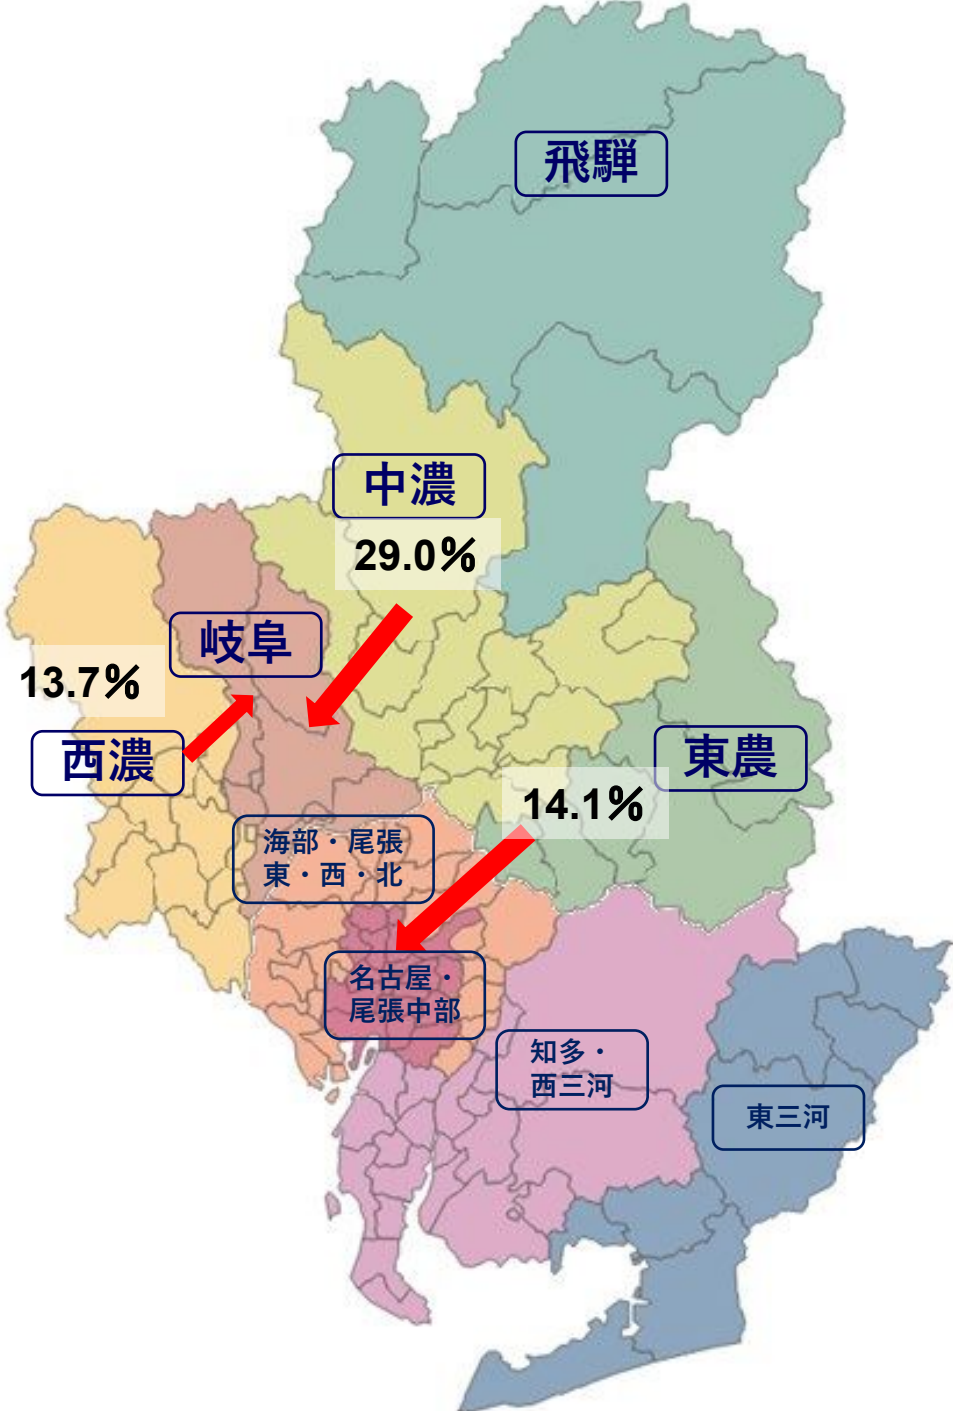 飛騨
中濃
29.0%
岐阜
13.7%
西濃
東農
14.1%
海部・尾張
東・西・北
名古屋・
尾張中部
知多・
西三河
東三河